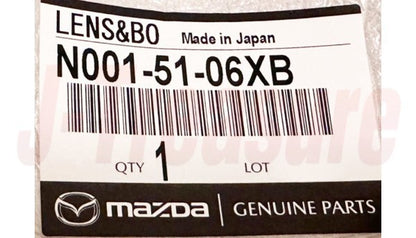 LENS&BO Made in Japan
N001-51-06XB
QTY 1 LOT
mazda GENUINE PARTS